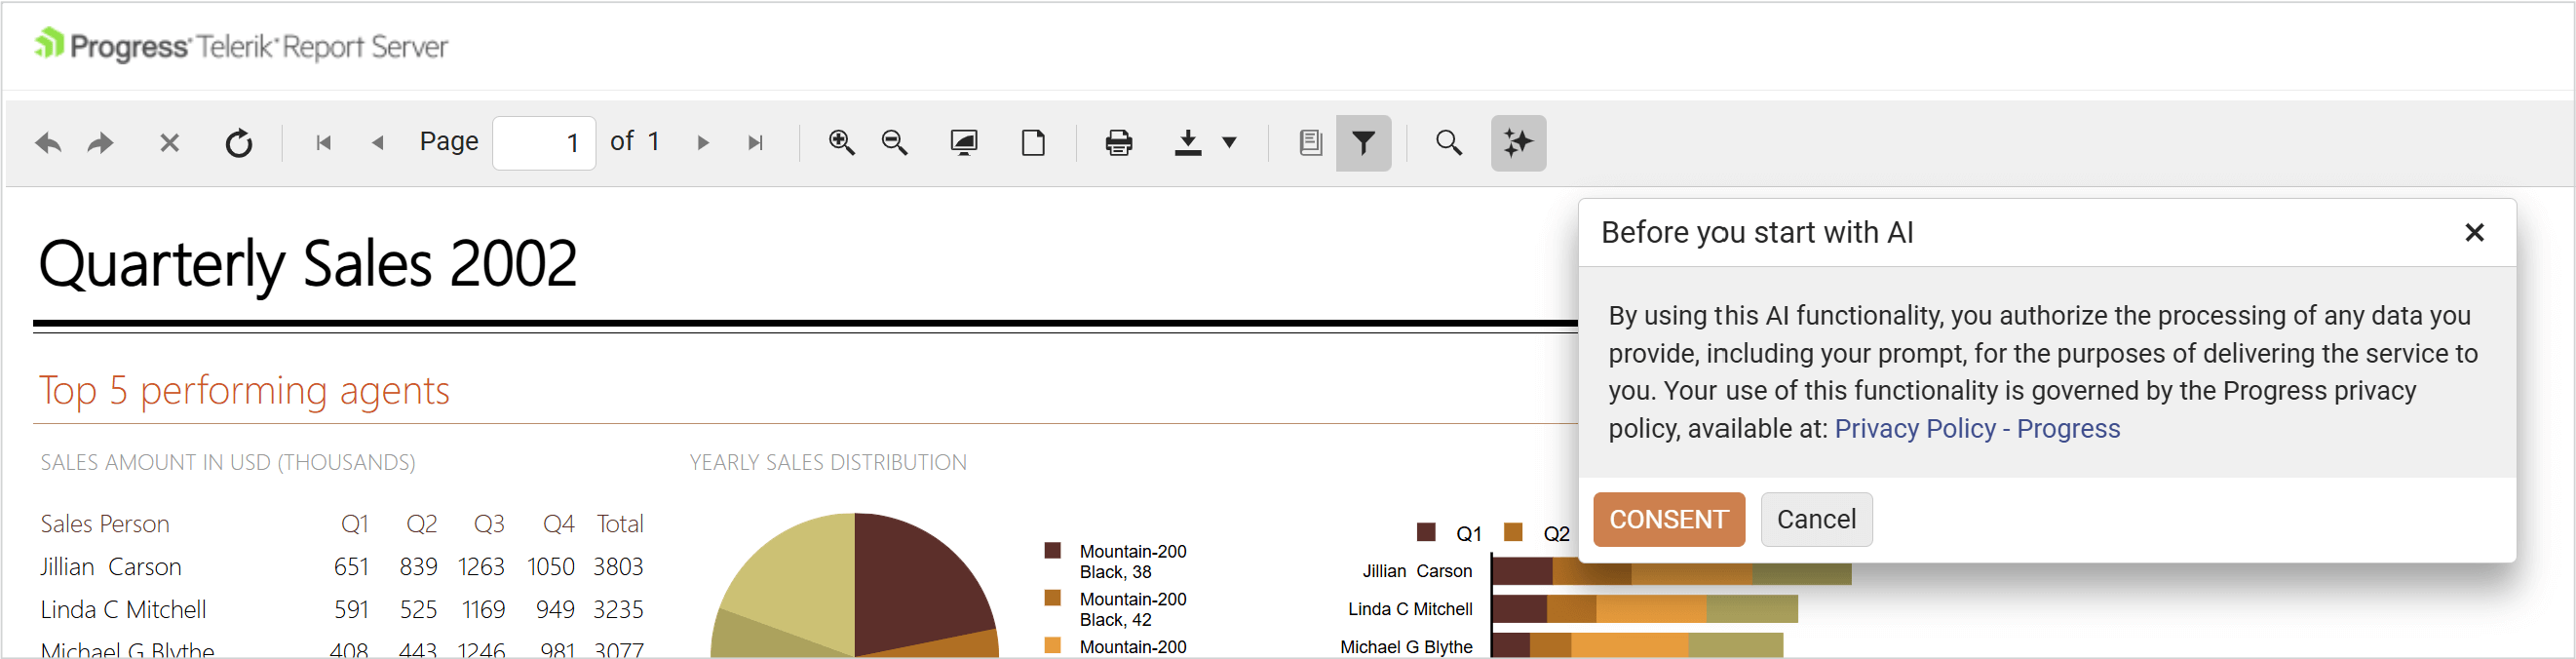 Progress® Telerik® Report Server
Page 1 of 1
Quarterly Sales 2002
Before you start with AI
By using this AI functionality, you authorize the processing of any data you
provide, including your prompt, for the purposes of delivering the service to
you. Your use of this functionality is governed by the Progress privacy
policy, available at: Privacy Policy - Progress
CONSENT Cancel
Top 5 performing agents
SALES AMOUNT IN USD (THOUSANDS)
Sales Person Q1 Q2 Q3 Q4 Total
Jillian Carson 651 839 1263 1050 3803
Linda C Mitchell 591 525 1169 949 3235
Michael G Blythe 408 443 1246 981 3077
YEARLY SALES DISTRIBUTION
Mountain-200
Black, 38
Mountain-200
Black, 42
Mountain-200
Q1 Q2
Jillian Carson
Linda C Mitchell
Michael G Blythe